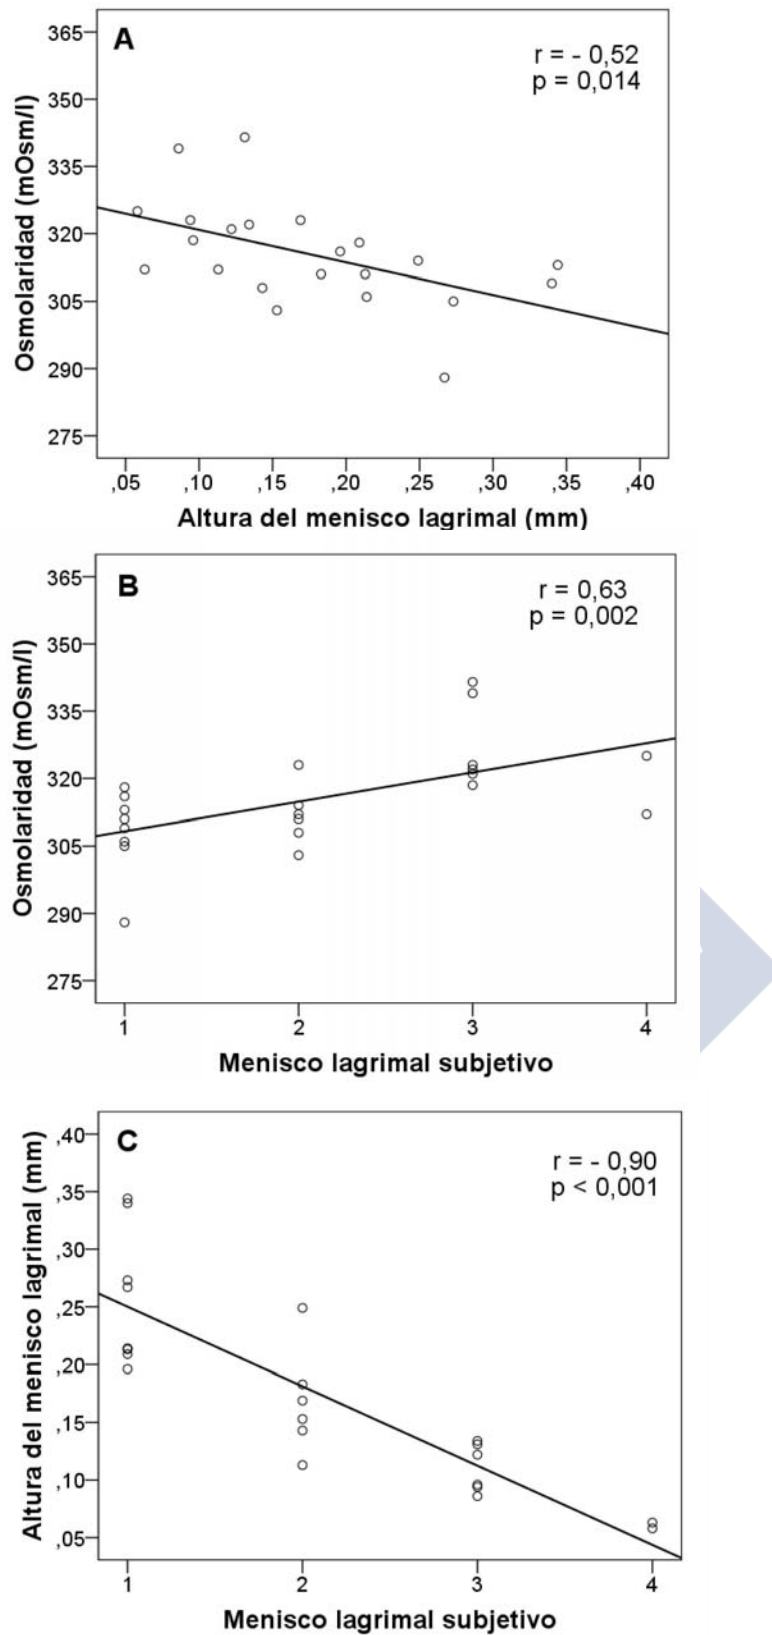 A
r = - 0,52
p = 0,014
Osmolaridad (mOsm/l)
365
350
335
320
305
290
275
,05 ,10 ,15 ,20 ,25 ,30 ,35 ,40
Altura del menisco lagrimal (mm)
B
r = 0,63
p = 0,002
Osmolaridad (mOsm/l)
365
350
335
320
305
290
275
1 2 3 4
Menisco lagrimal subjetivo
C
r = - 0,90
p < 0,001
Altura del menisco lagrimal (mm)
,40
,35
,30
,25
,20
,15
,10
,05
1 2 3 4
Menisco lagrimal subjetivo